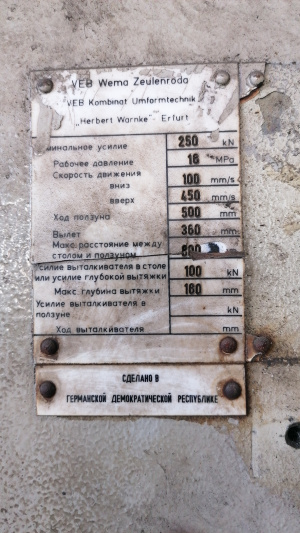 VEB Wema Zeulenroda
VEB Kombinat Umformtechnik
„Herbert Warnke" - Erfurt
минальное усилие 250 kN
Рабочее давление 16 MPa
Скорость движения
вниз 100 mm/s
вверх 450 mm/s
Ход ползуна 500 mm
Вылет 360 mm
Макс. расстояние между
столом и ползуном
Усилие выталкивателя в столе
или усилие глубокой вытяжки 100 kN
Макс глубина вытяжки 160 mm
Усилие выталкивателя в
ползуне kN
Ход выталкивателя mm
СДЕЛАНО В
ГЕРМАНСКОЙ ДЕМОКРАТИЧЕСКОЙ РЕСПУБЛИКЕ